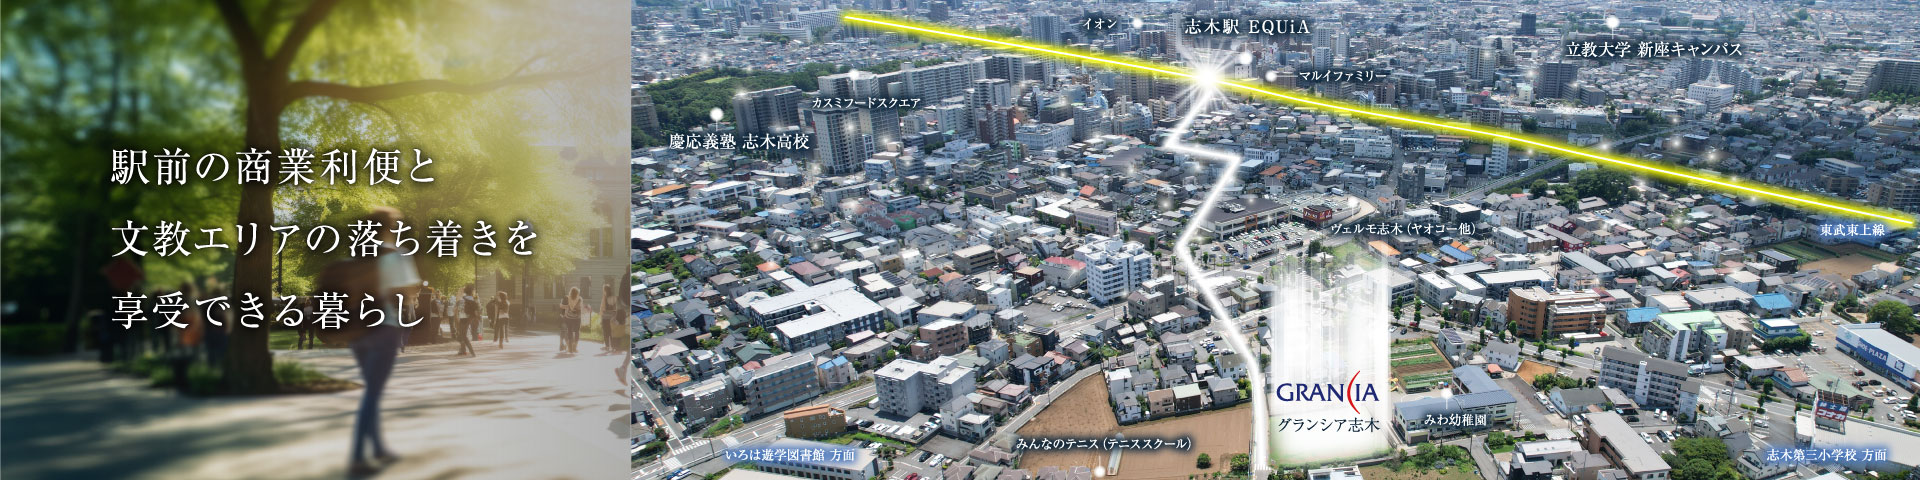 駅前の商業利便と
文教エリアの落ち着きを
享受できる暮らし
イオン
志木駅 EQUiA
立教大学 新座キャンパス
マルイファミリー
カスミフードスクエア
慶応義塾 志木高校
ヴェルモ志木（ヤオコー他）
東武東上線
GRANCIA
グランシア志木
みわ幼稚園
みんなのテニス（テニススクール）
いろは遊学図書館 方面
志木第三小学校 方面